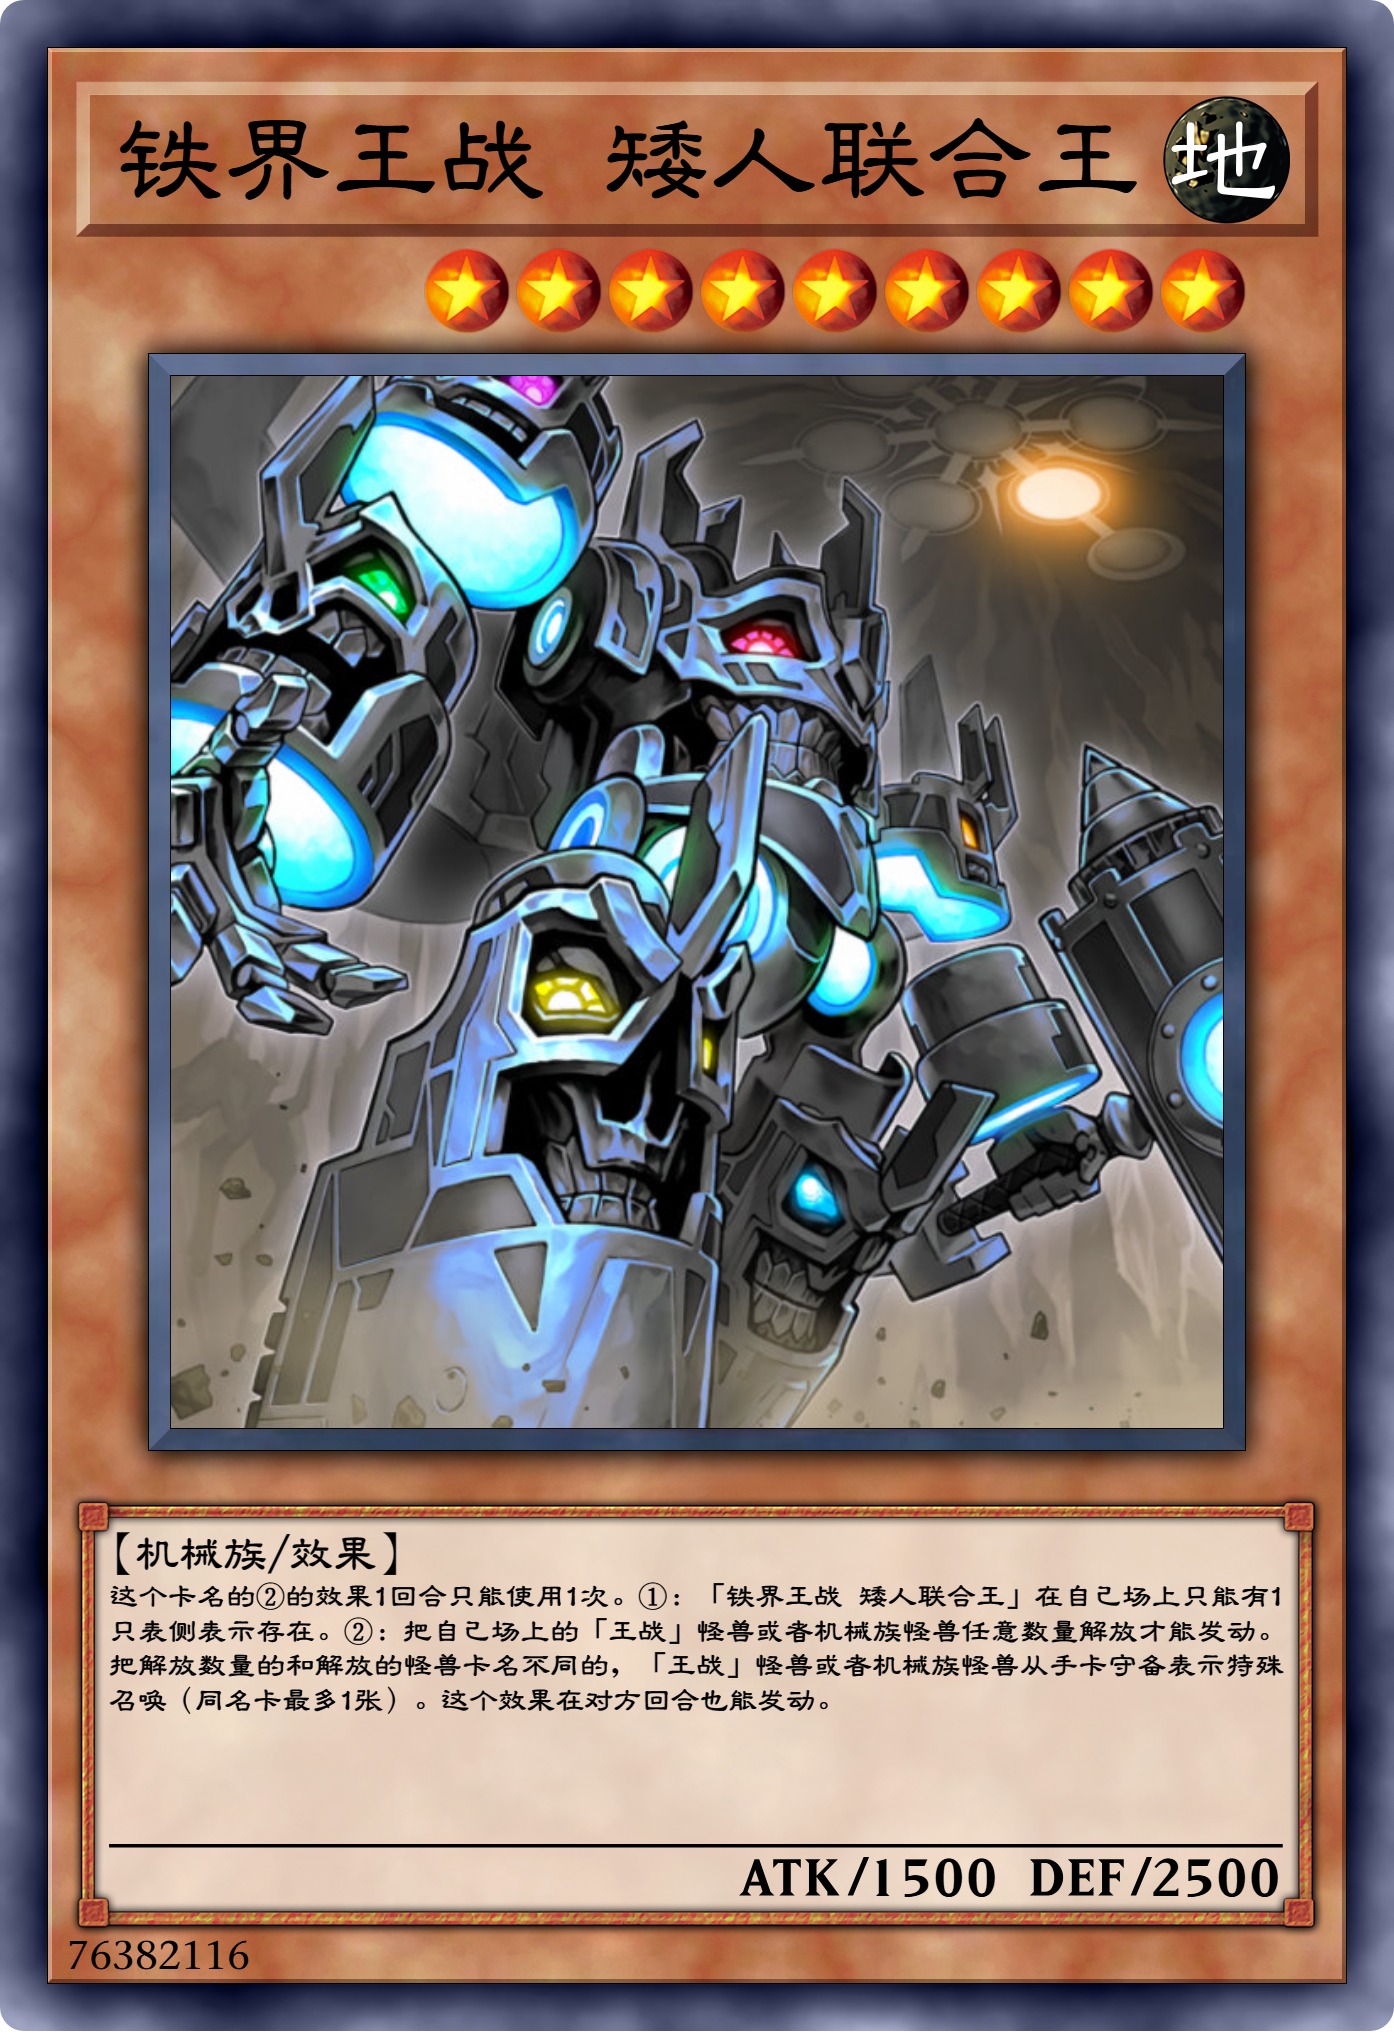 铁界王战 矮人联合王 地
【机械族/效果】
这个卡名的②的效果1回合只能使用1次。①：「铁界王战 矮人联合王」在自己场上只能有1
只表侧表示存在。②：把自己场上的「王战」怪兽或者机械族怪兽任意数量解放才能发动。
把解放数量的和解放的怪兽卡名不同的，「王战」怪兽或者机械族怪兽从手卡守备表示特殊
召唤（同名卡最多1张）。这个效果在对方回合也能发动。
ATK/1500 DEF/2500
76382116